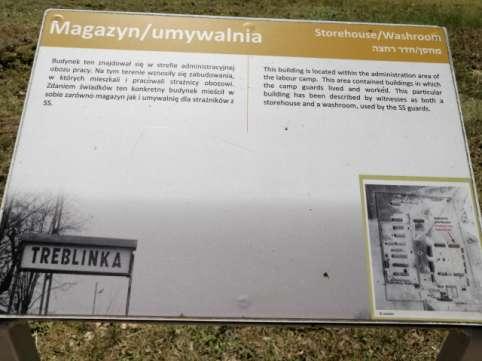 Magazyn/umywalnia
Storehouse/Washroom
מחסן/חדר רחצה
Budynek ten znajdował się w strefie administracyjnej
obozu pracy. Na tym terenie wznosiły się zabudowania,
w których mieszkali i pracowali strażnicy obozowi.
Zdaniem świadków ten konkretny budynek mieścił w
sobie zarówno magazyn jak i umywalnię dla strażników z
SS.
This building is located within the administration area of
the labour camp. This area contained buildings in which
the camp guards lived and worked. This particular
building has been described by witnesses as both a
storehouse and a washroom, used by the SS guards.
TREBLINKA